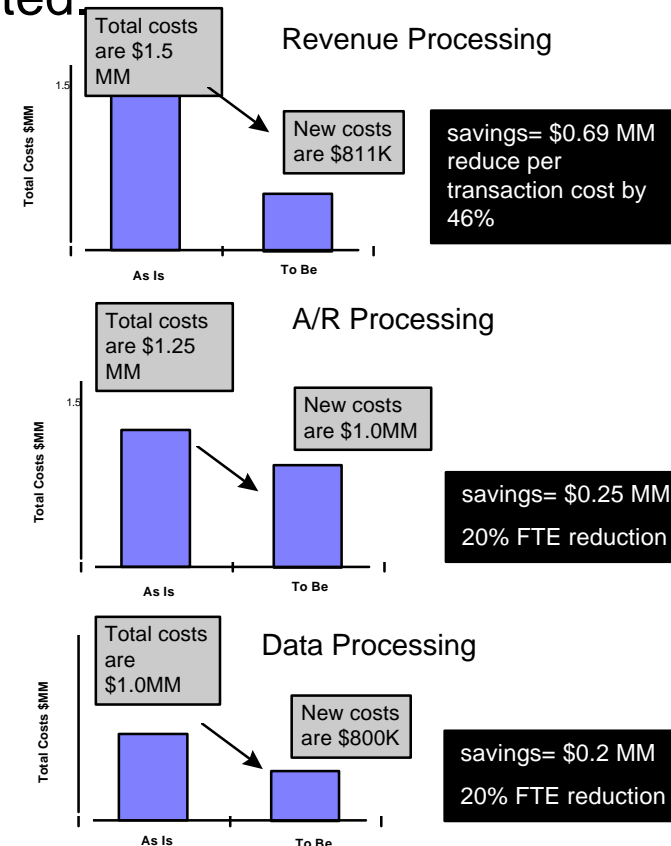 ted.
Total costs
are $1.5
MM
Revenue Processing
1.5
Total Costs $MM
New costs
are $811K
savings= $0.69 MM
reduce per
transaction cost by
46%
As Is
To Be
Total costs
are $1.25
MM
A/R Processing
1.5
Total Costs $MM
New costs
are $1.0MM
savings= $0.25 MM
20% FTE reduction
As Is
To Be
Total costs
are
$1.0MM
Data Processing
Total Costs $MM
New costs
are $800K
savings= $0.2 MM
20% FTE reduction
As Is
To Be